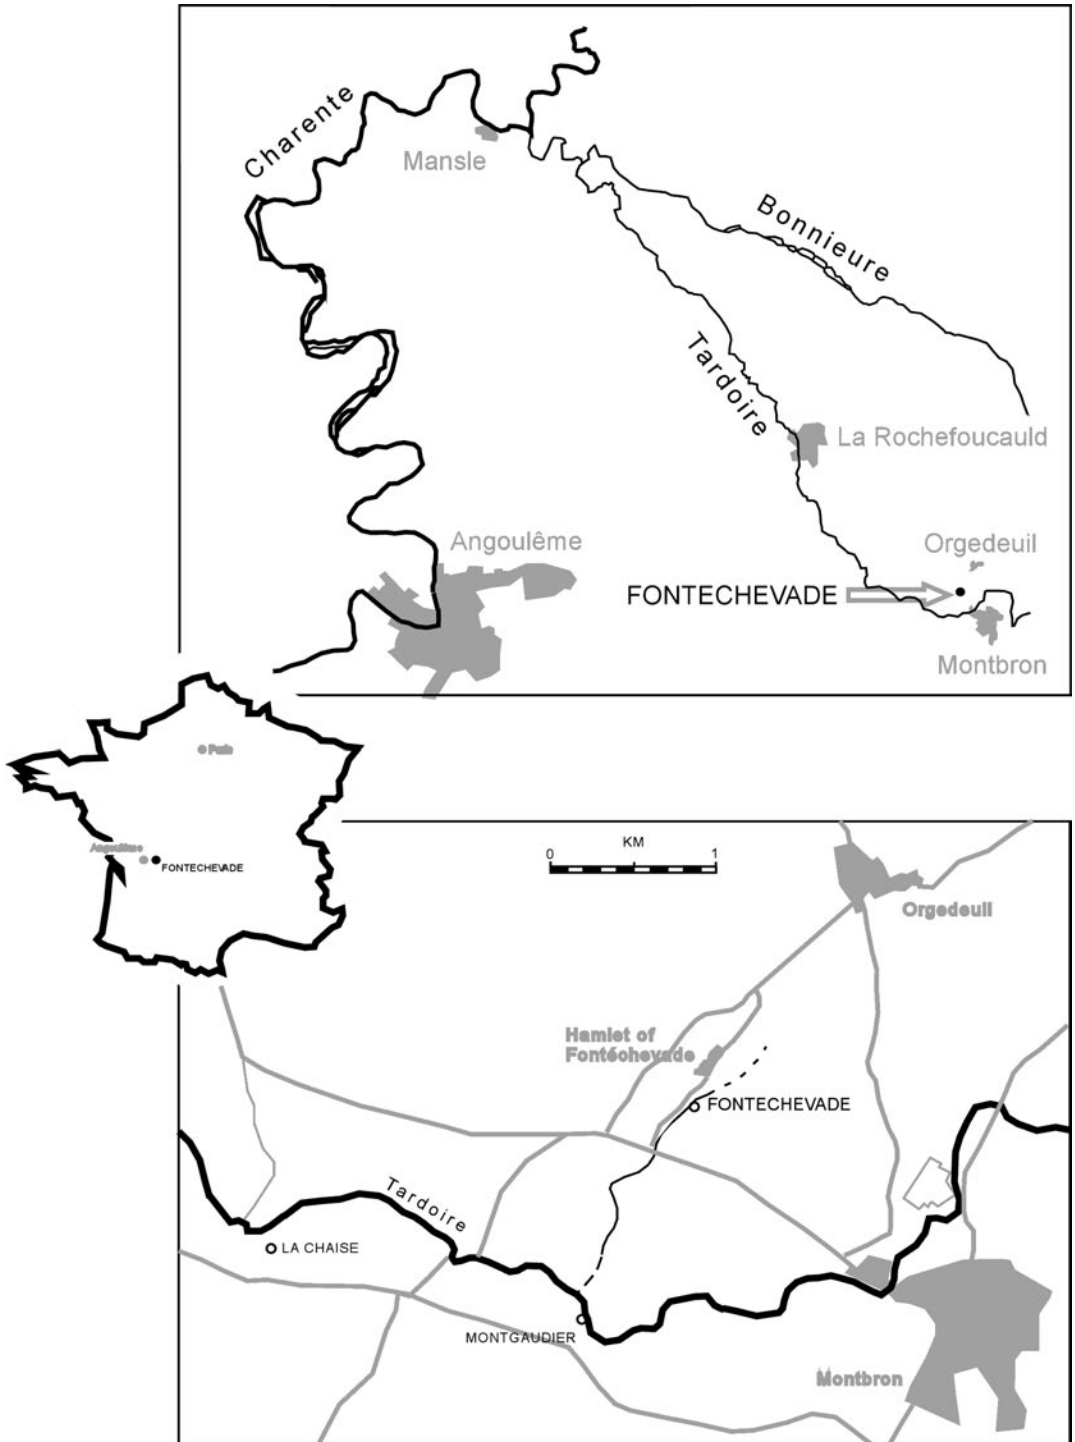 Charente
Mansle
Bonnieure
Tardoire
La Rochefoucauld
Angoulême
Orgedeuil
FONTECHEVADE
Montbron
Paris
Angoulême
FONTECHEVADE
KM
0 1
Orgedeuil
Hamlet of
Fontéchevade
FONTECHEVADE
Tardoire
LA CHAISE
MONTGAUDIER
Montbron